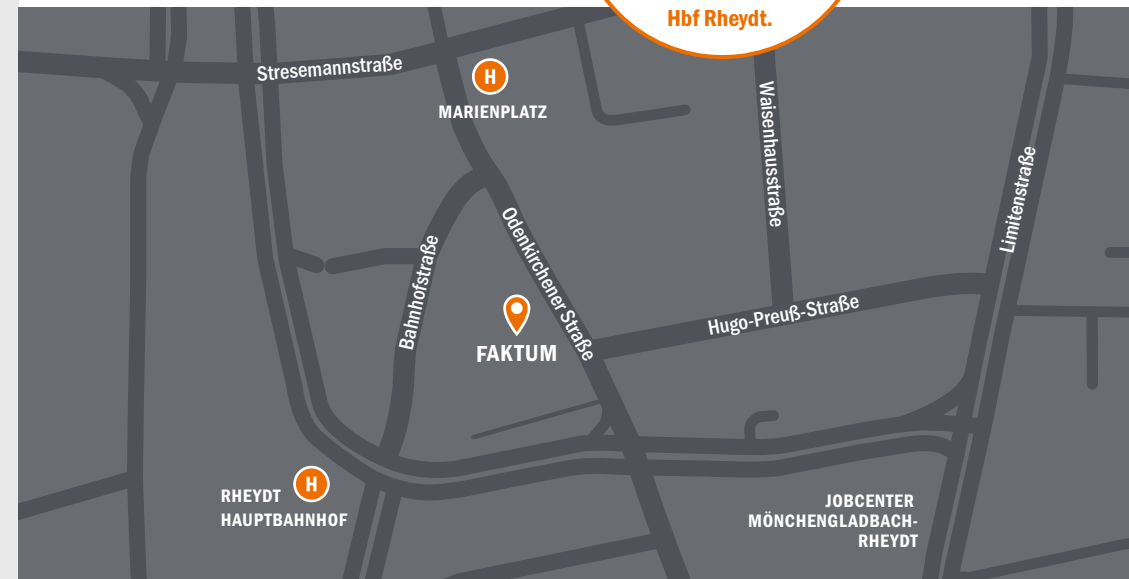 Hbf Rheydt.
Stresemannstraße
H
MARIENPLATZ
Waisenhausstraße
Limitenstraße
Odenkirchener Straße
Bahnhofstraße
Hugo-Preuß-Straße
FAKTUM
H
RHEYDT
HAUPTBAHNHOF
JOBCENTER
MÖNCHENGLADBACH-
RHEYDT